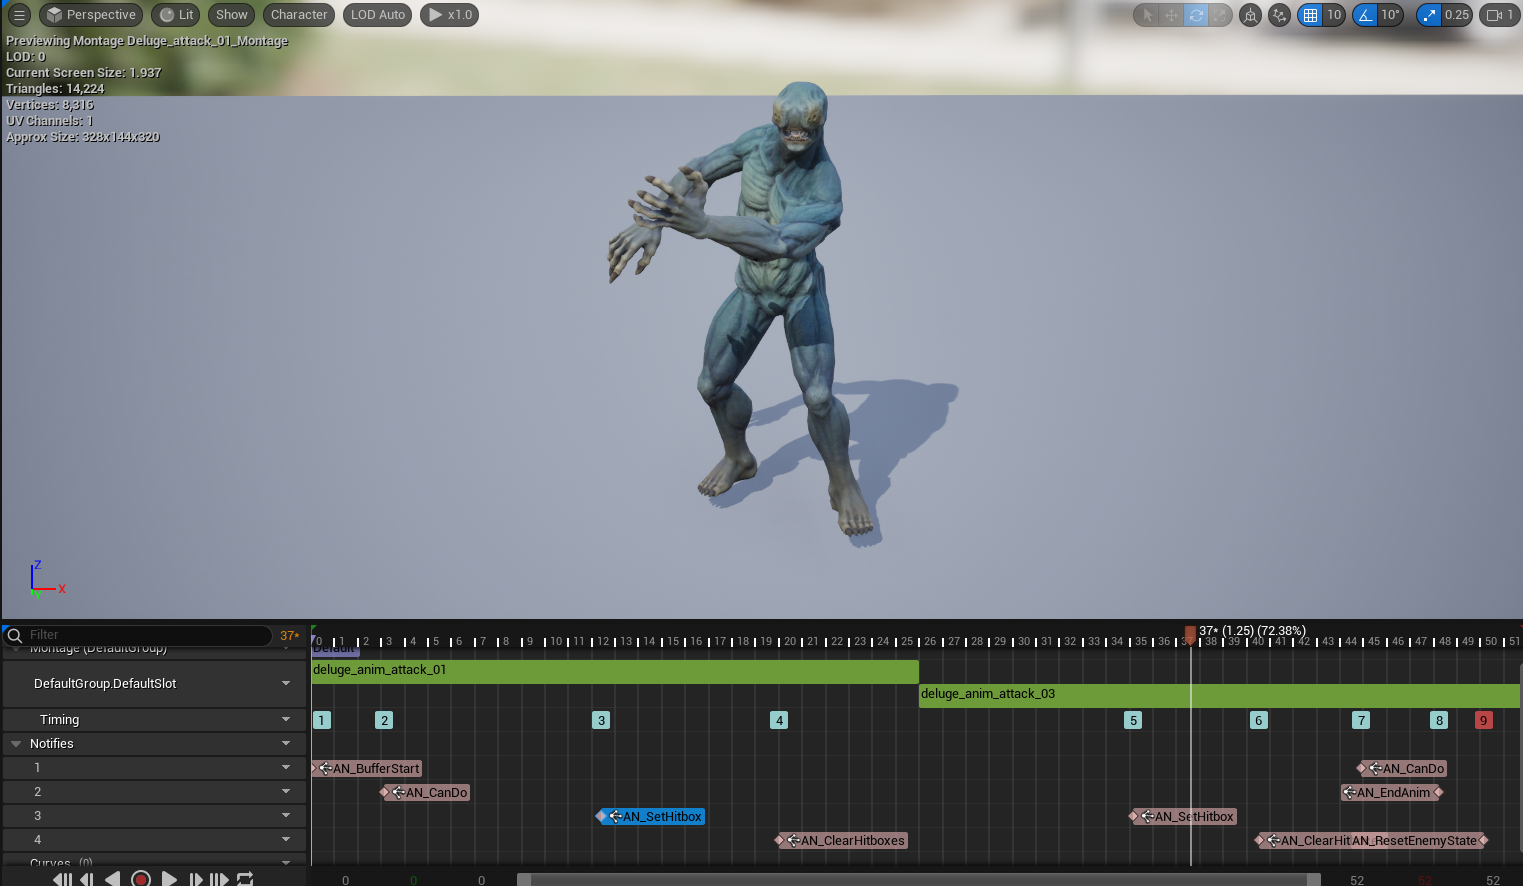 Perspective Lit Show Character LOD Auto x1.0 10 10° 0.25 1
Previewing Montage Deluge_attack_01_Montage
LOD: 0
Current Screen Size: 1.937
Triangles: 14,224
Vertices: 8,316
UV Channels: 1
Approx Size: 328x144x320
Z
X
Y
Filter 37*
37* (1.25) (72.38%)
0 1 2 3 4 5 6 7 8 9 10 11 12 13 14 15 16 17 18 19 20 21 22 23 24 25 26 27 28 29 30 31 32 33 34 35 36 37 38 39 40 41 42 43 44 45 46 47 48 49 50 51
Montage (DefaultGroup) Default
deluge_anim_attack_01
DefaultGroup.DefaultSlot
deluge_anim_attack_03
Timing 1 2 3 4 5 6 7 8 9
Notifies
1 AN_BufferStart AN_CanDo
2 AN_CanDo AN_EndAnim
3 AN_SetHitbox AN_SetHitbox
4 AN_ClearHitboxes AN_ClearHit AN_ResetEnemyState
Curves (0)
0 0 0 52 52 52